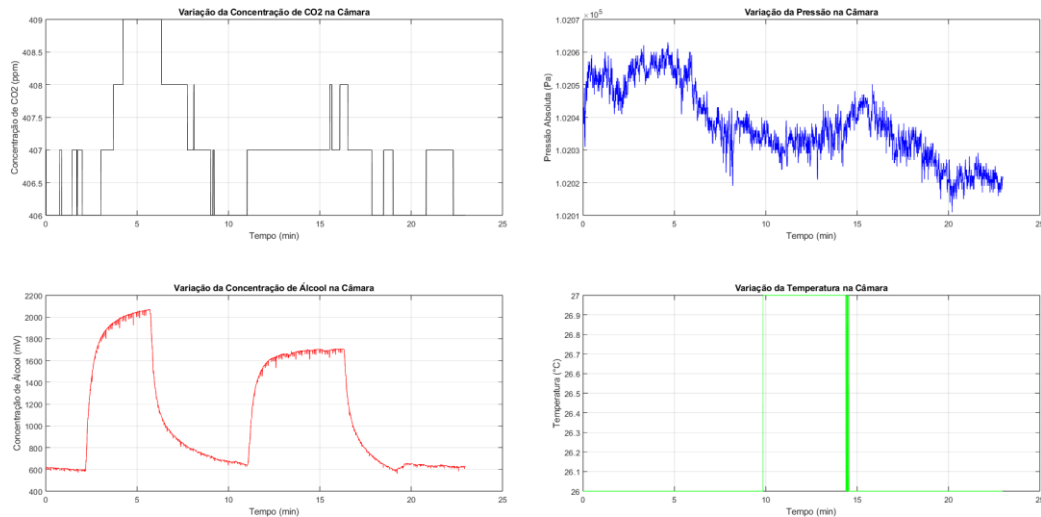 Variação da Concentração de CO2 na Câmara
Concentração de CO2 (ppm)
409
408.5
408
407.5
407
406.5
406
0 5 10 15 20 25
Tempo (min)
Variação da Pressão na Câmara
×10⁵
Pressão Absoluta (Pa)
1.0207
1.0206
1.0205
1.0204
1.0203
1.0202
1.0201
0 5 10 15 20 25
Tempo (min)
Variação da Concentração de Álcool na Câmara
Concentração de Álcool (mV)
2200
2000
1800
1600
1400
1200
1000
800
600
400
0 5 10 15 20 25
Tempo (min)
Variação da Temperatura na Câmara
Temperatura (°C)
27
26.9
26.8
26.7
26.6
26.5
26.4
26.3
26.2
26.1
26
0 5 10 15 20 25
Tempo (min)